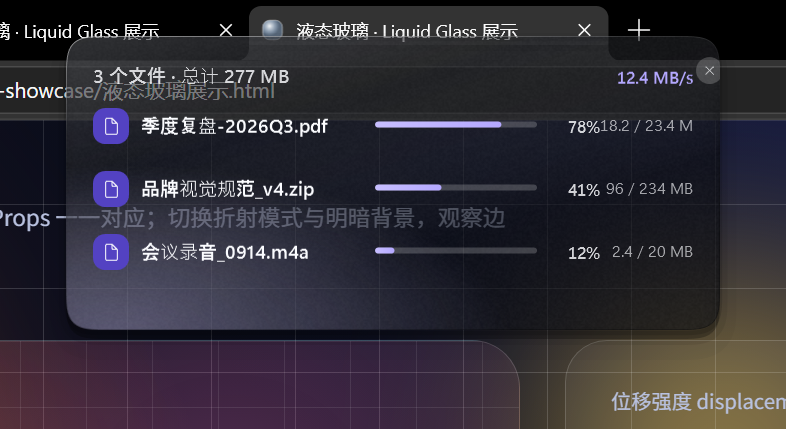 璃 · Liquid Glass 展示
液态玻璃 · Liquid Glass 展示
3 个文件 · 总计 277 MB
12.4 MB/s
-showcase/液态玻璃展示.html
季度复盘-2026Q3.pdf
78%
18.2 / 23.4 M
品牌视觉规范_v4.zip
41%
96 / 234 MB
Props 一一对应；切换折射模式与明暗背景，观察边
会议录音_0914.m4a
12%
2.4 / 20 MB
位移强度 displacem